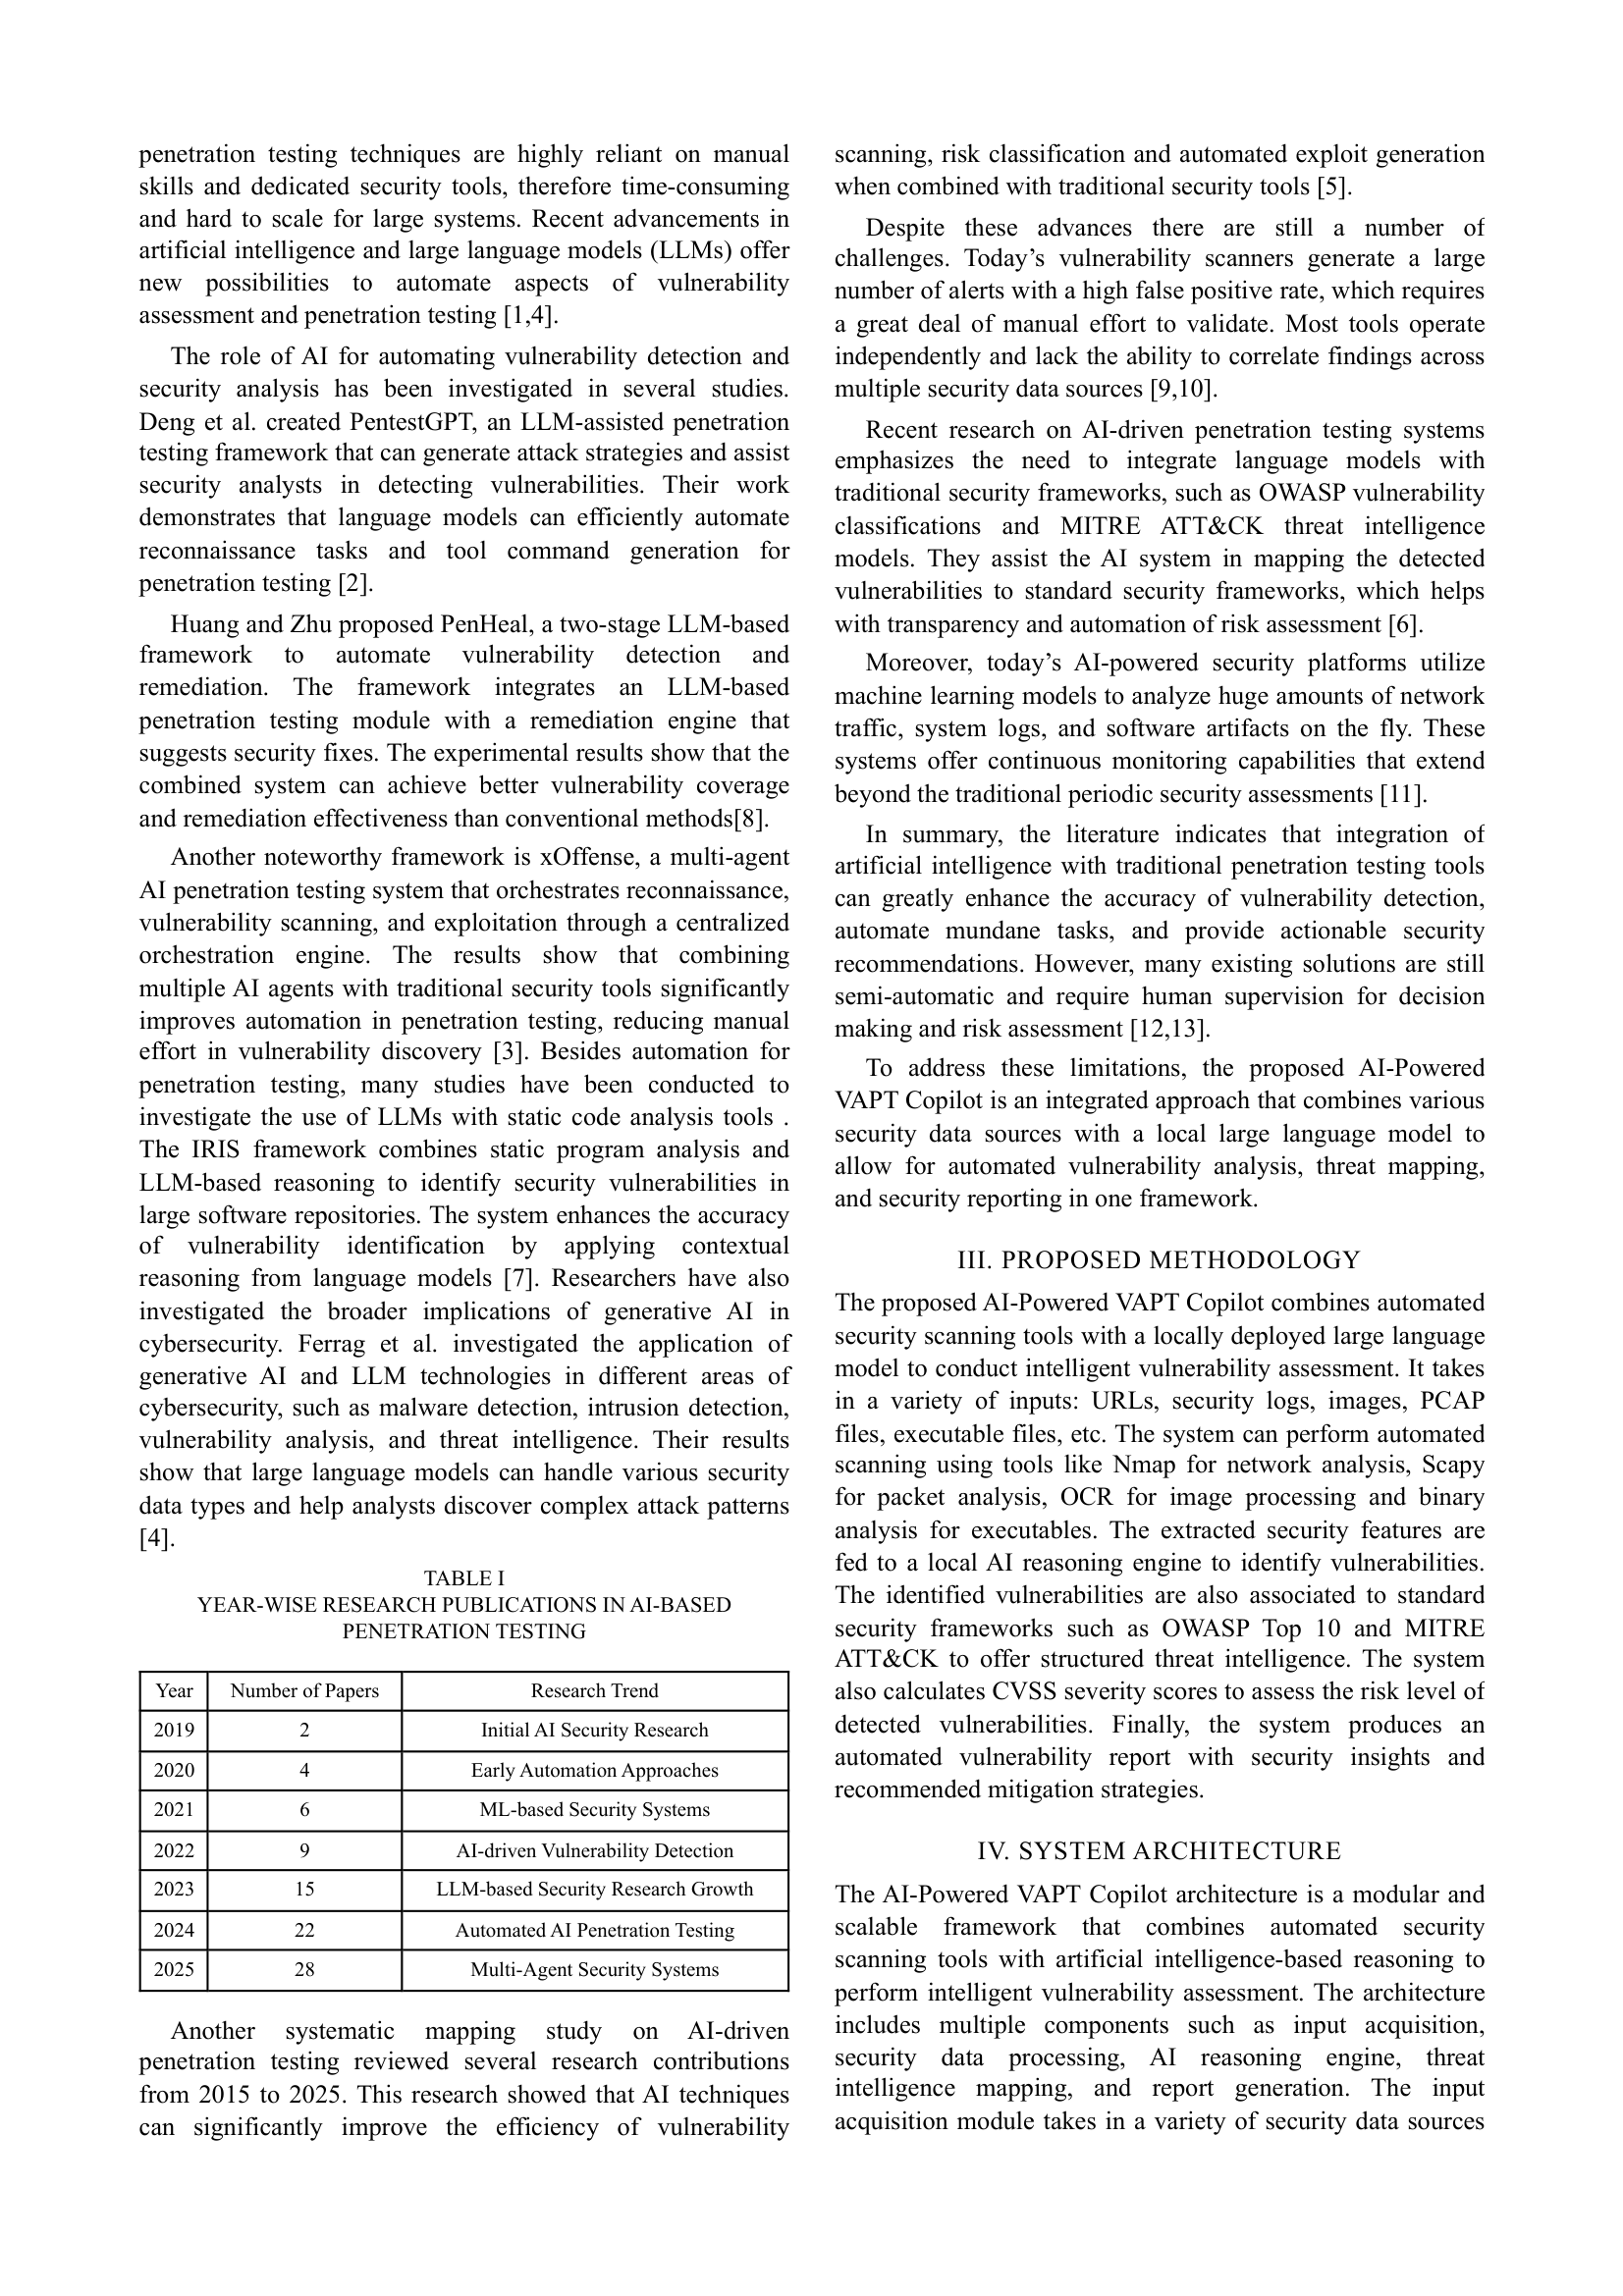 penetration testing techniques are highly reliant on manual
skills and dedicated security tools, therefore time-consuming
and hard to scale for large systems. Recent advancements in
artificial intelligence and large language models (LLMs) offer
new possibilities to automate aspects of vulnerability
assessment and penetration testing [1,4].
The role of AI for automating vulnerability detection and
security analysis has been investigated in several studies.
Deng et al. created PentestGPT, an LLM-assisted penetration
testing framework that can generate attack strategies and assist
security analysts in detecting vulnerabilities. Their work
demonstrates that language models can efficiently automate
reconnaissance tasks and tool command generation for
penetration testing [2].
Huang and Zhu proposed PenHeal, a two-stage LLM-based
framework to automate vulnerability detection and
remediation. The framework integrates an LLM-based
penetration testing module with a remediation engine that
suggests security fixes. The experimental results show that the
combined system can achieve better vulnerability coverage
and remediation effectiveness than conventional methods[8].
Another noteworthy framework is xOffense, a multi-agent
AI penetration testing system that orchestrates reconnaissance,
vulnerability scanning, and exploitation through a centralized
orchestration engine. The results show that combining
multiple AI agents with traditional security tools significantly
improves automation in penetration testing, reducing manual
effort in vulnerability discovery [3]. Besides automation for
penetration testing, many studies have been conducted to
investigate the use of LLMs with static code analysis tools .
The IRIS framework combines static program analysis and
LLM-based reasoning to identify security vulnerabilities in
large software repositories. The system enhances the accuracy
of vulnerability identification by applying contextual
reasoning from language models [7]. Researchers have also
investigated the broader implications of generative AI in
cybersecurity. Ferrag et al. investigated the application of
generative AI and LLM technologies in different areas of
cybersecurity, such as malware detection, intrusion detection,
vulnerability analysis, and threat intelligence. Their results
show that large language models can handle various security
data types and help analysts discover complex attack patterns
[4].
TABLE I
YEAR-WISE RESEARCH PUBLICATIONS IN AI-BASED
PENETRATION TESTING
Year Number of Papers Research Trend
2019 2 Initial AI Security Research
2020 4 Early Automation Approaches
2021 6 ML-based Security Systems
2022 9 AI-driven Vulnerability Detection
2023 15 LLM-based Security Research Growth
2024 22 Automated AI Penetration Testing
2025 28 Multi-Agent Security Systems
Another systematic mapping study on AI-driven
penetration testing reviewed several research contributions
from 2015 to 2025. This research showed that AI techniques
can significantly improve the efficiency of vulnerability
scanning, risk classification and automated exploit generation
when combined with traditional security tools [5].
Despite these advances there are still a number of
challenges. Today’s vulnerability scanners generate a large
number of alerts with a high false positive rate, which requires
a great deal of manual effort to validate. Most tools operate
independently and lack the ability to correlate findings across
multiple security data sources [9,10].
Recent research on AI-driven penetration testing systems
emphasizes the need to integrate language models with
traditional security frameworks, such as OWASP vulnerability
classifications and MITRE ATT&CK threat intelligence
models. They assist the AI system in mapping the detected
vulnerabilities to standard security frameworks, which helps
with transparency and automation of risk assessment [6].
Moreover, today’s AI-powered security platforms utilize
machine learning models to analyze huge amounts of network
traffic, system logs, and software artifacts on the fly. These
systems offer continuous monitoring capabilities that extend
beyond the traditional periodic security assessments [11].
In summary, the literature indicates that integration of
artificial intelligence with traditional penetration testing tools
can greatly enhance the accuracy of vulnerability detection,
automate mundane tasks, and provide actionable security
recommendations. However, many existing solutions are still
semi-automatic and require human supervision for decision
making and risk assessment [12,13].
To address these limitations, the proposed AI-Powered
VAPT Copilot is an integrated approach that combines various
security data sources with a local large language model to
allow for automated vulnerability analysis, threat mapping,
and security reporting in one framework.
III. PROPOSED METHODOLOGY
The proposed AI-Powered VAPT Copilot combines automated
security scanning tools with a locally deployed large language
model to conduct intelligent vulnerability assessment. It takes
in a variety of inputs: URLs, security logs, images, PCAP
files, executable files, etc. The system can perform automated
scanning using tools like Nmap for network analysis, Scapy
for packet analysis, OCR for image processing and binary
analysis for executables. The extracted security features are
fed to a local AI reasoning engine to identify vulnerabilities.
The identified vulnerabilities are also associated to standard
security frameworks such as OWASP Top 10 and MITRE
ATT&CK to offer structured threat intelligence. The system
also calculates CVSS severity scores to assess the risk level of
detected vulnerabilities. Finally, the system produces an
automated vulnerability report with security insights and
recommended mitigation strategies.
IV. SYSTEM ARCHITECTURE
The AI-Powered VAPT Copilot architecture is a modular and
scalable framework that combines automated security
scanning tools with artificial intelligence-based reasoning to
perform intelligent vulnerability assessment. The architecture
includes multiple components such as input acquisition,
security data processing, AI reasoning engine, threat
intelligence mapping, and report generation. The input
acquisition module takes in a variety of security data sources